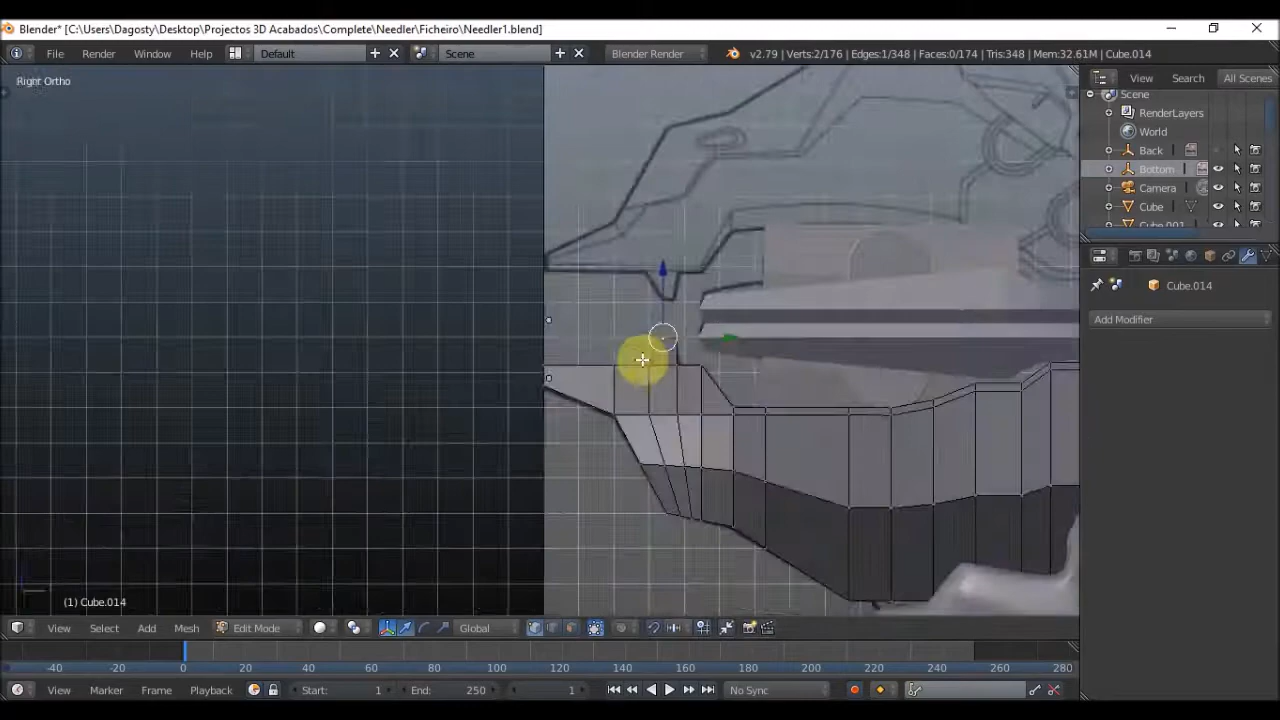 Blender* [C:\Users\Dagosty\Desktop\Projectos 3D Acabados\Complete\Needler\Ficheiro\Needler1.blend]
File Render Window Help Default Scene Blender Render v2.79 | Verts:2/176 | Edges:1/348 | Faces:0/174 | Tris:348 | Mem:32.61M | Cube.014
Right Ortho
View Search All Scenes
Scene
RenderLayers
World
Back
Bottom
Camera
Cube
Cube.001
Cube.014
Add Modifier
(1) Cube.014
View Select Add Mesh Edit Mode Global
-40 -20 0 20 40 60 80 100 120 140 160 180 200 220 240 260 280
View Marker Frame Playback Start: 1 End: 250 1 No Sync